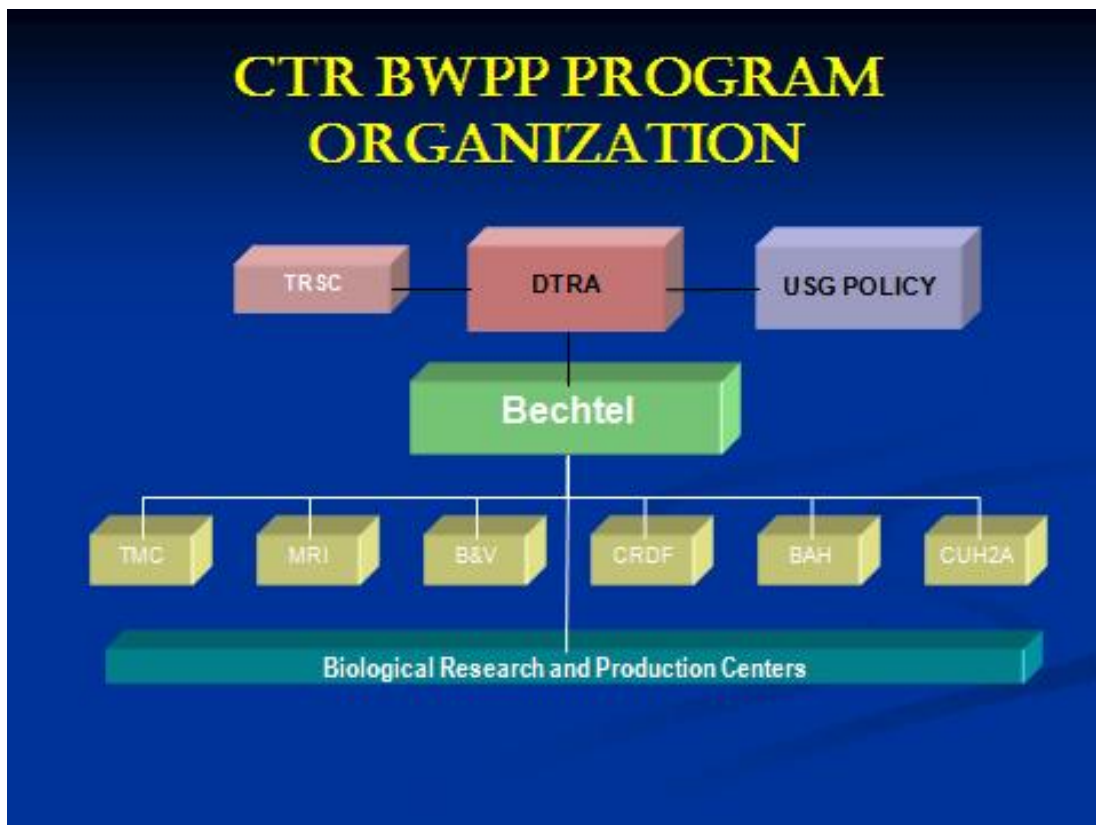 CTR BWPP PROGRAM
ORGANIZATION
TRSC
DTRA
USG POLICY
Bechtel
TMC
MRI
B&V
CRDF
BAH
CUH2A
Biological Research and Production Centers